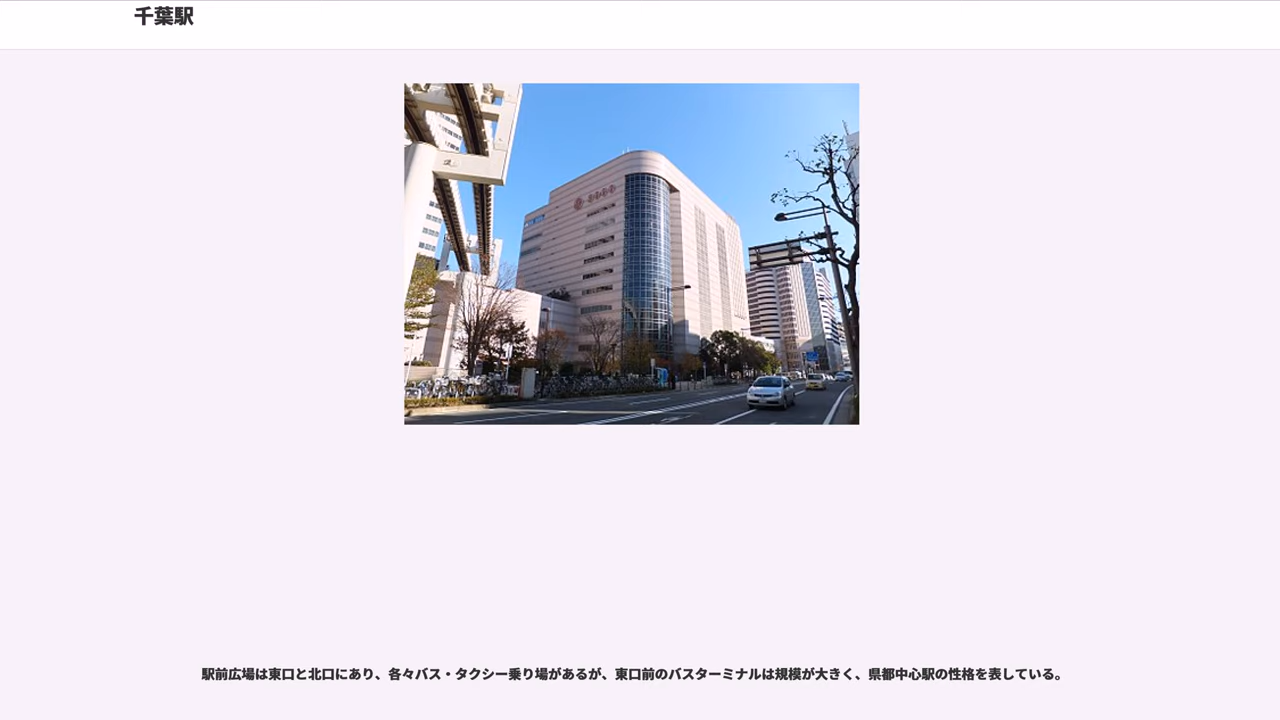 千葉駅
駅前広場は東口と北口にあり、各々バス・タクシー乗り場があるが、東口前のバスターミナルは規模が大きく、県都中心駅の性格を表している。